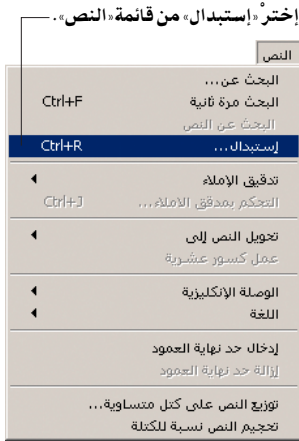 إخترْ «إستبدال» من قائمة «النص».
النص
البحث عن...
البحث مرة ثانية Ctrl+F
البحث عن النص
إستبدال... Ctrl+R
تدقيق الإملاء
التحكم بمدقق الاملاء... Ctrl+J
تحويل النص إلى
عمل كسور عشرية
الوصلة الإنكليزية
اللغة
إدخال حد نهاية العمود
إزالة حد نهاية العمود
توزيع النص على كتل متساوية...
تحجيم النص نسبة للكتلة